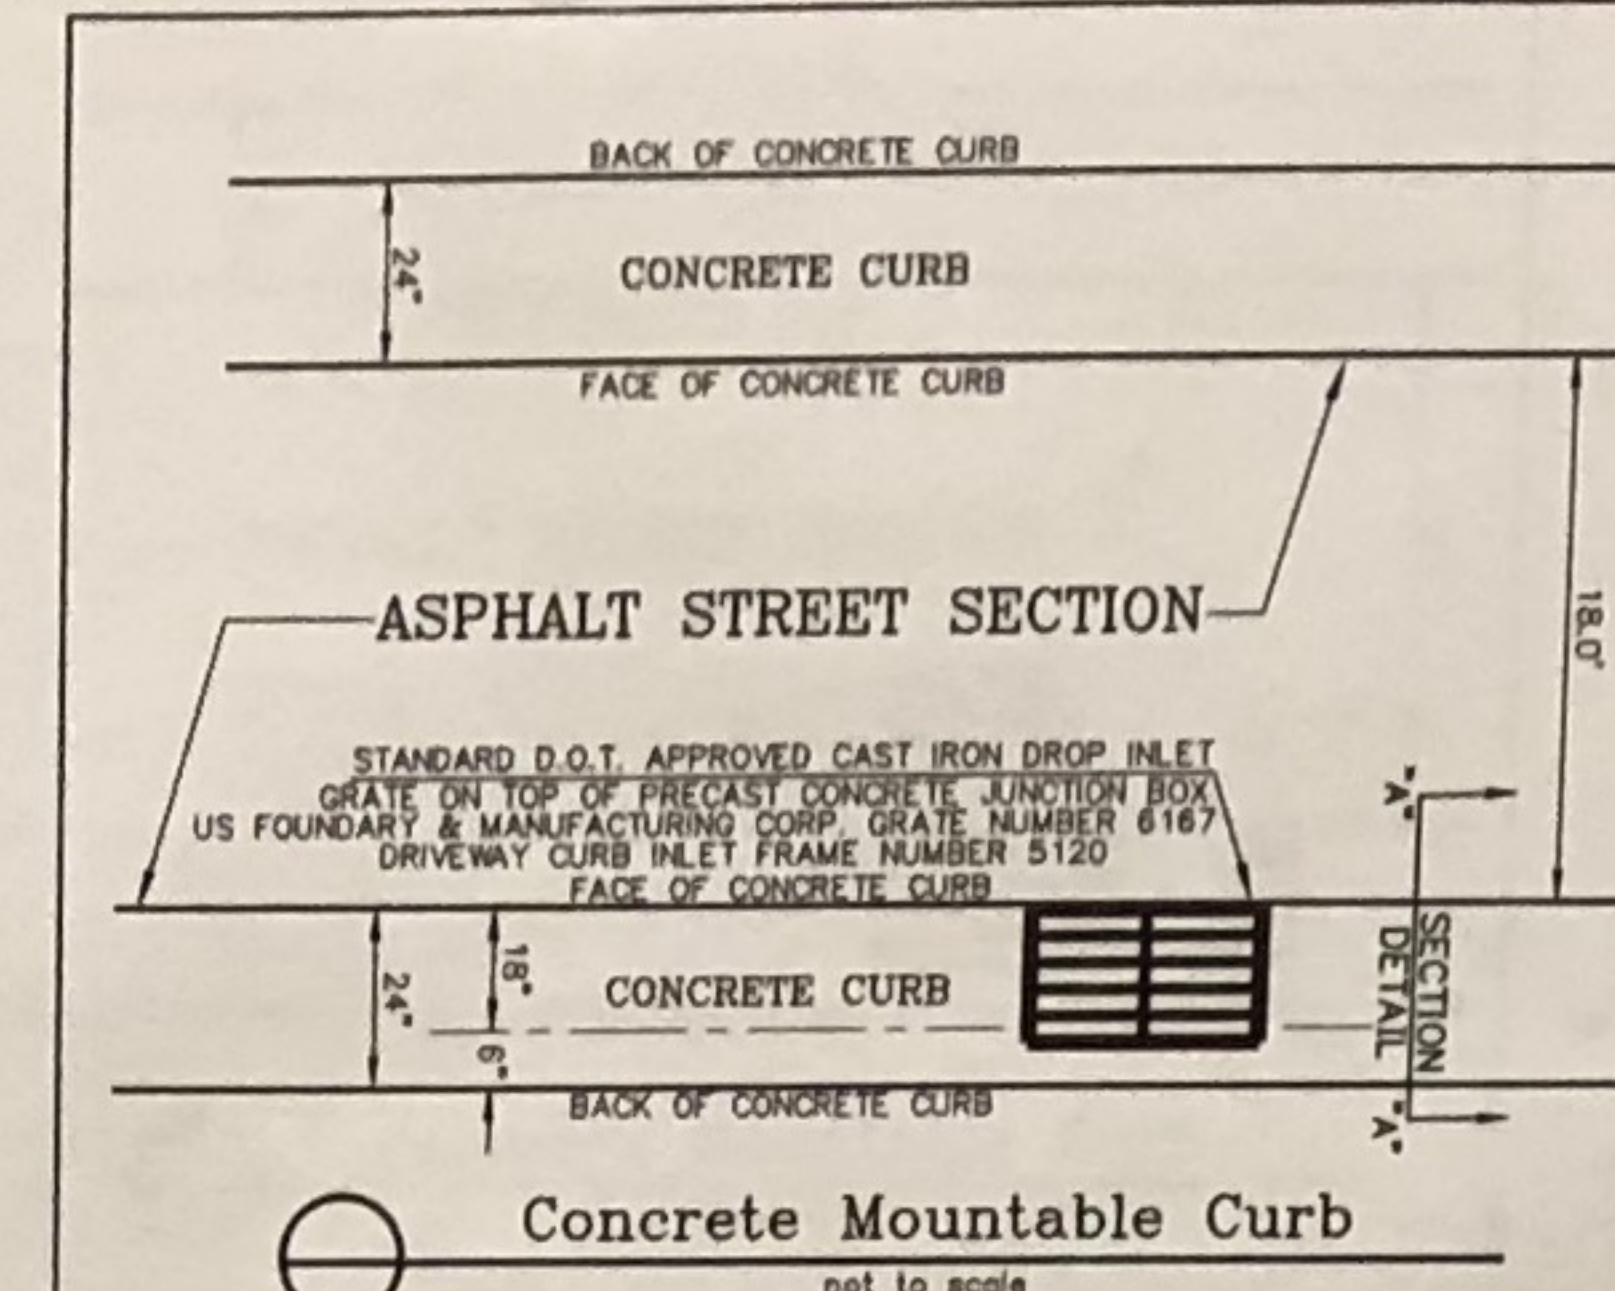 BACK OF CONCRETE CURB
24"
CONCRETE CURB
FACE OF CONCRETE CURB
ASPHALT STREET SECTION
18.0'
STANDARD D.O.T. APPROVED CAST IRON DROP INLET
GRATE ON TOP OF PRECAST CONCRETE JUNCTION BOX
US FOUNDARY & MANUFACTURING CORP. GRATE NUMBER 6167
DRIVEWAY CURB INLET FRAME NUMBER 5120
FACE OF CONCRETE CURB
"A"
24"
18"
6"
CONCRETE CURB
SECTION
DETAIL
BACK OF CONCRETE CURB
"A"
Concrete Mountable Curb
not to scale